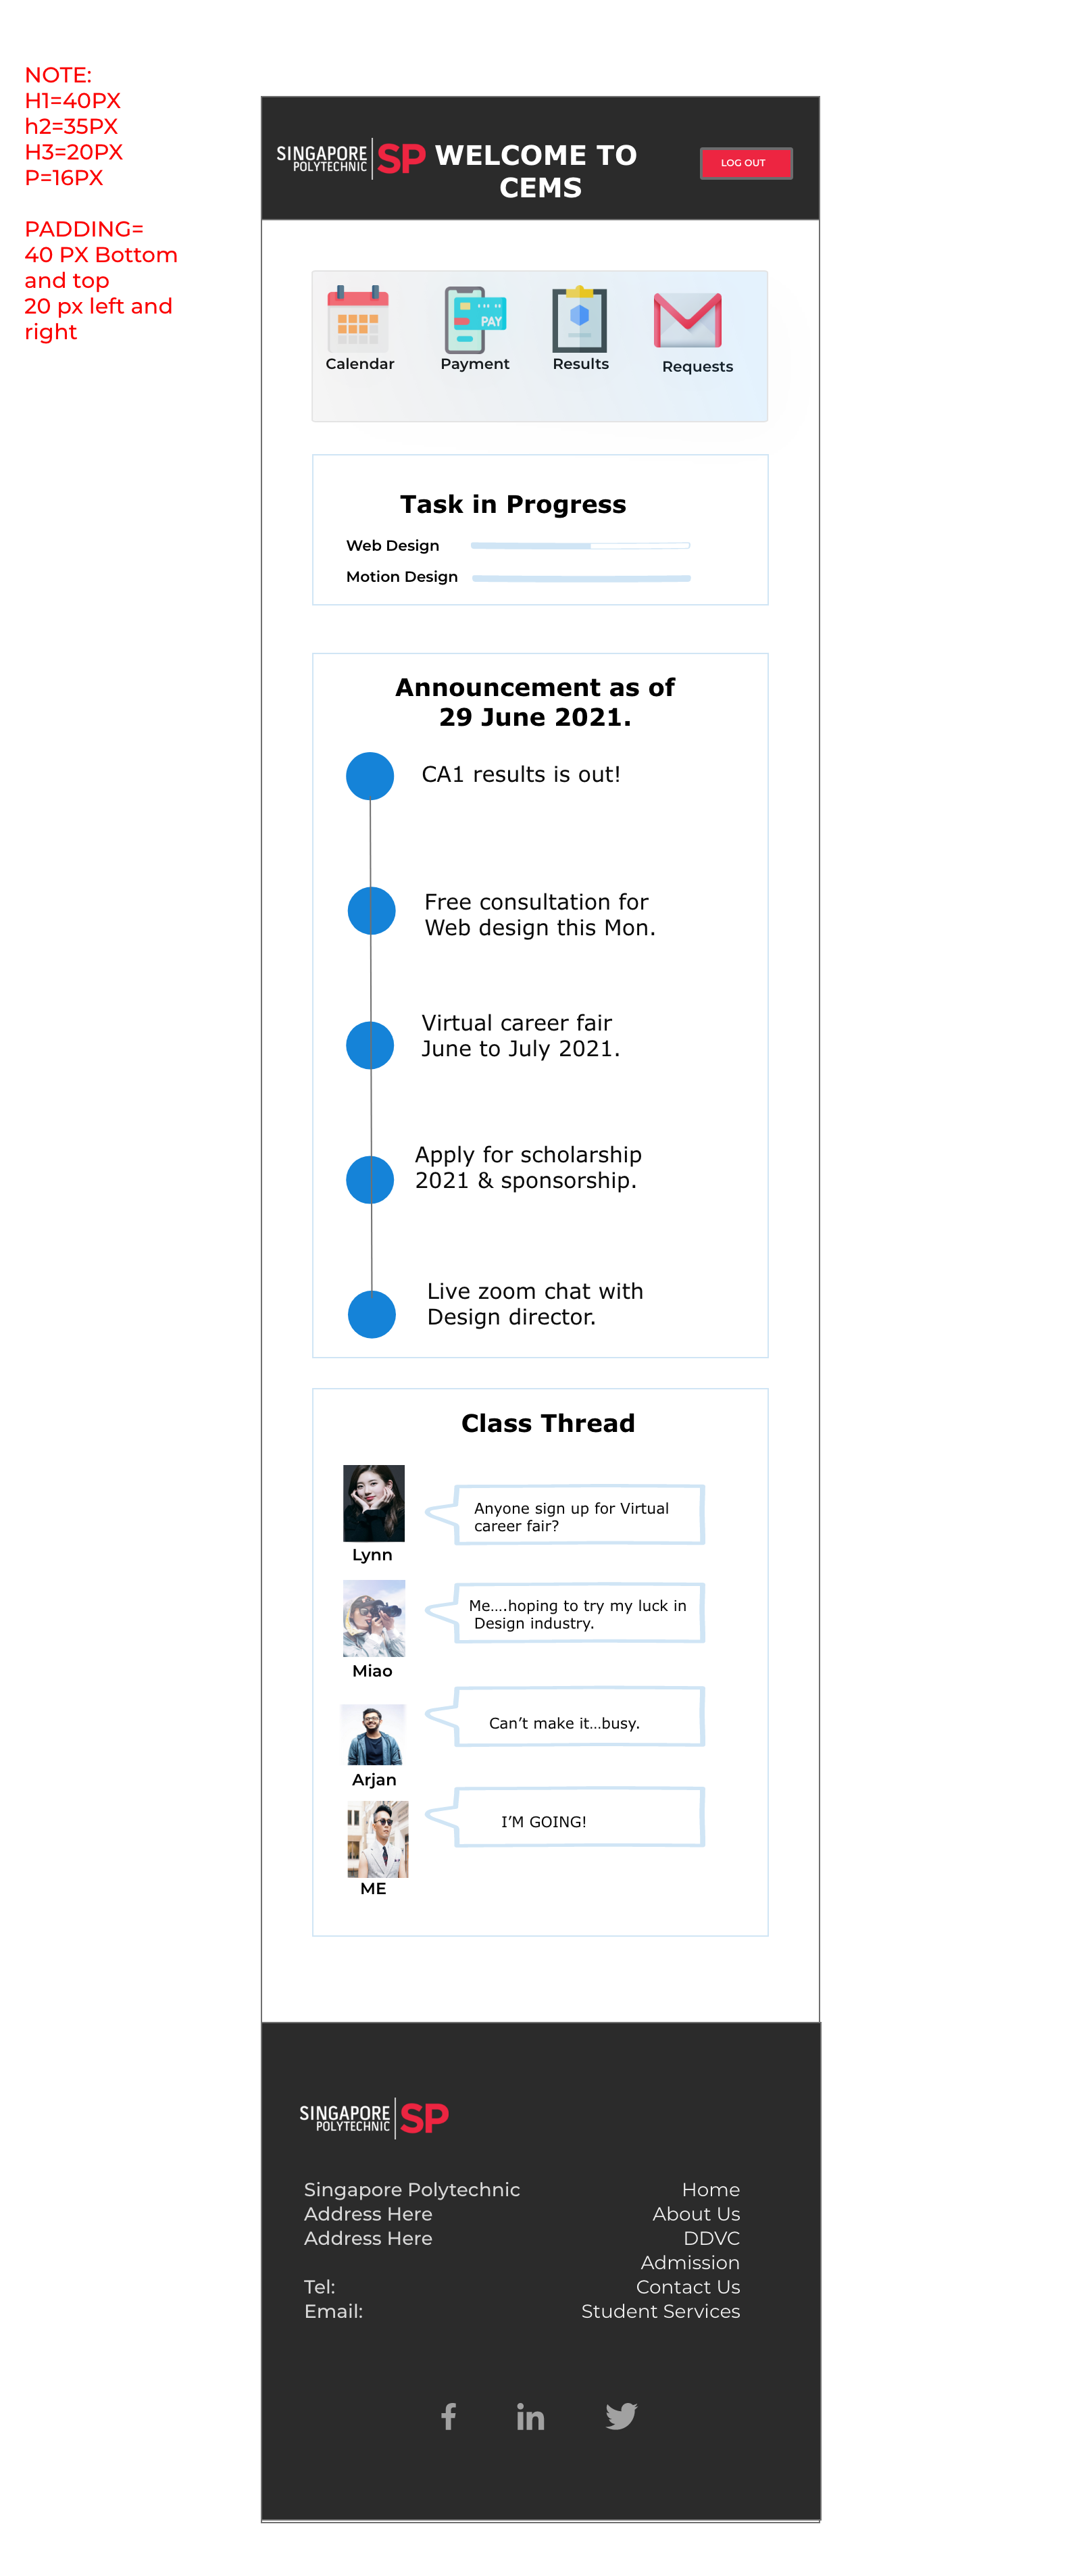 NOTE:
H1=40PX
h2=35PX
H3=20PX
P=16PX
PADDING=
40 PX Bottom
and top
20 px left and
right
SINGAPORE
POLYTECHNIC
SP
WELCOME TO
CEMS
LOG OUT
PAY
Calendar
Payment
Results
Requests
Task in Progress
Web Design
Motion Design
Announcement as of
29 June 2021.
CA1 results is out!
Free consultation for
Web design this Mon.
Virtual career fair
June to July 2021.
Apply for scholarship
2021 & sponsorship.
Live zoom chat with
Design director.
Class Thread
Anyone sign up for Virtual
career fair?
Lynn
Me....hoping to try my luck in
Design industry.
Miao
Can’t make it...busy.
Arjan
I’M GOING!
ME
SINGAPORE
POLYTECHNIC
SP
Singapore Polytechnic
Address Here
Address Here
Tel:
Email:
Home
About Us
DDVC
Admission
Contact Us
Student Services
f
in